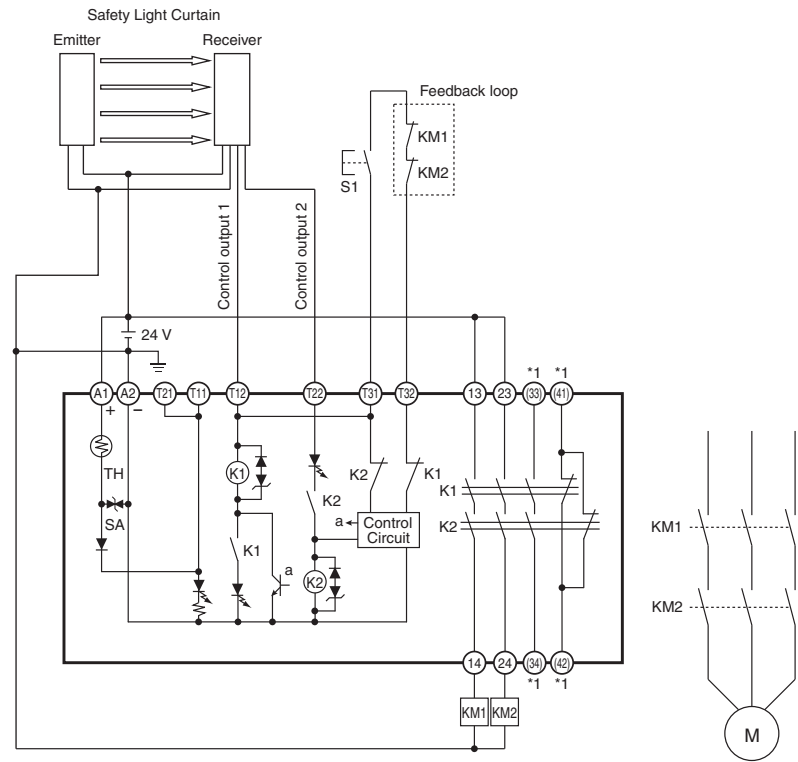 Safety Light Curtain
Emitter
Receiver
Feedback loop
KM1
KM2
S1
Control output 1
Control output 2
24 V
*1
*1
A1
A2
T21
T11
T12
T22
T31
T32
13
23
(33)
(41)
+
−
TH
SA
K1
K1
a
K2
K2
K2
K1
a
Control
Circuit
K1
K2
KM1
KM2
14
24
(34)
(42)
*1
*1
KM1
KM2
M